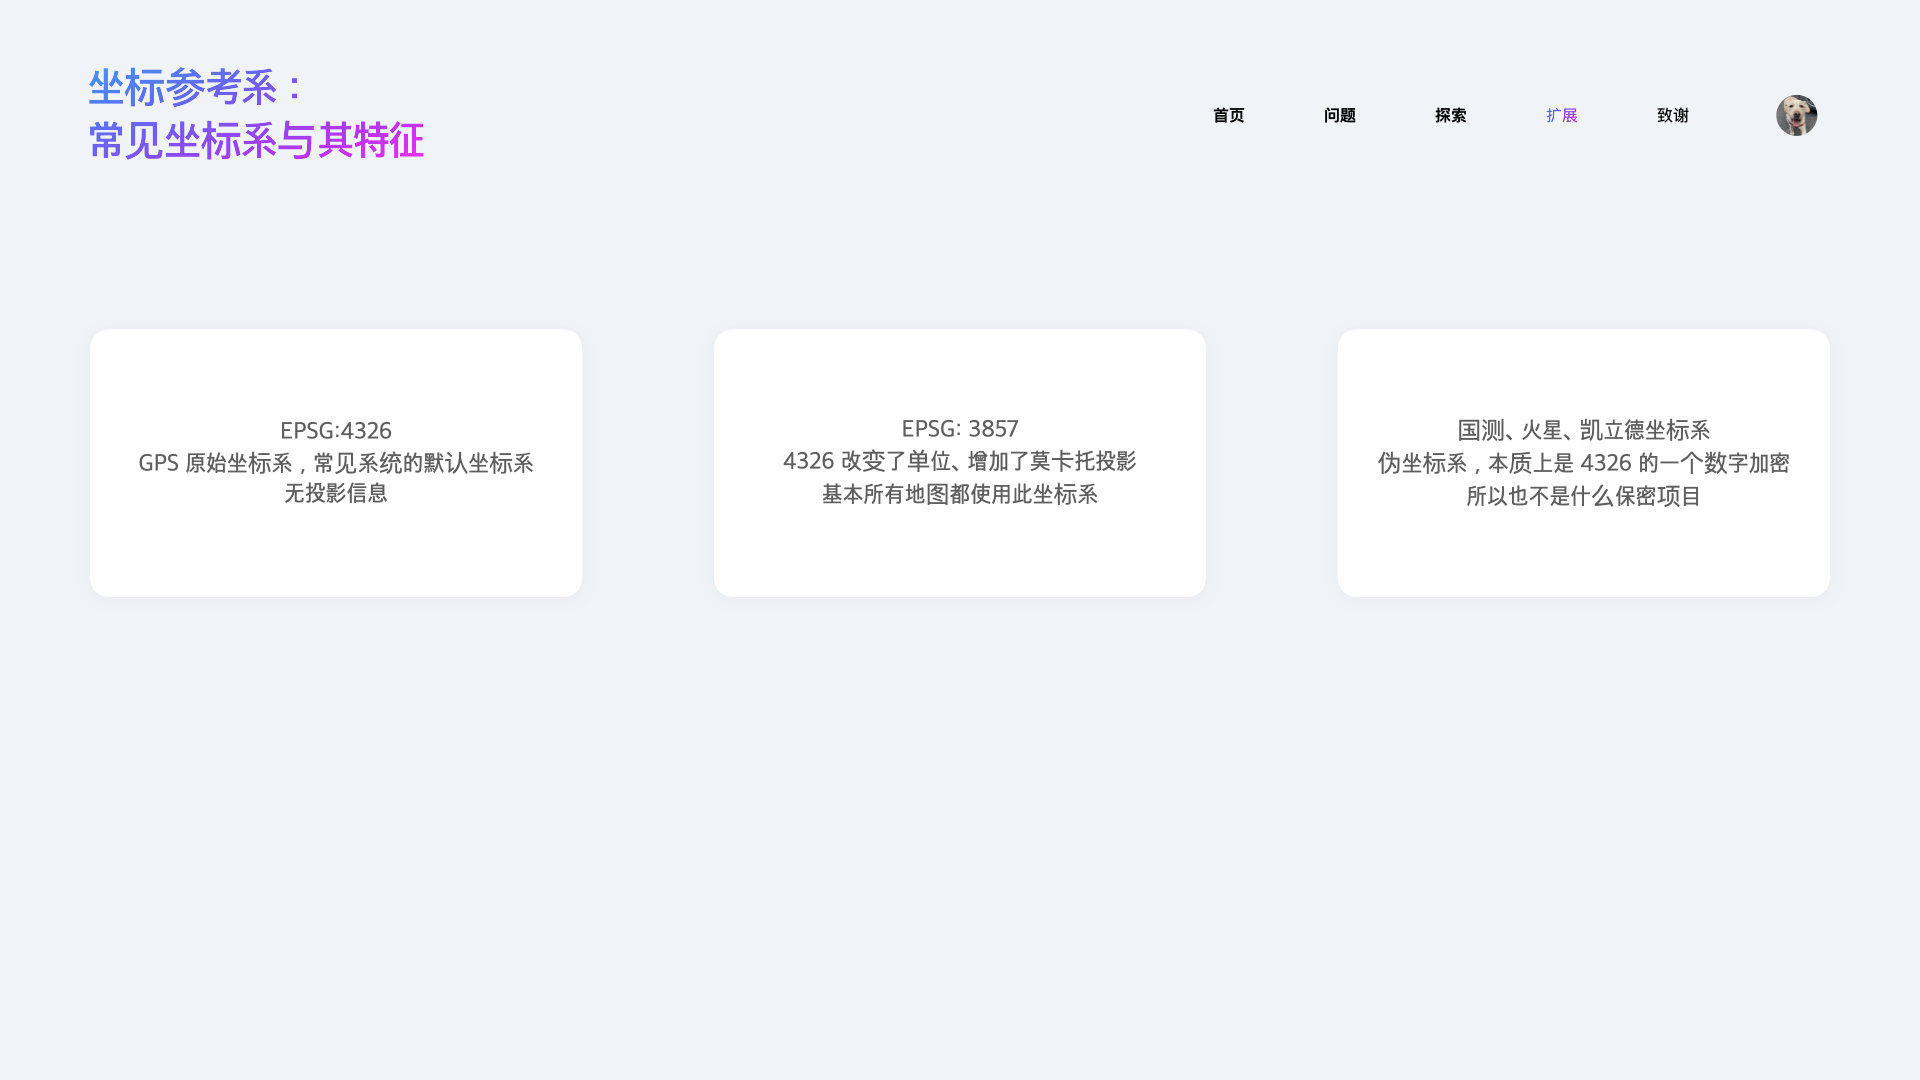 坐标参考系：
常见坐标系与其特征
首页 问题 探索 扩展 致谢
EPSG:4326
GPS 原始坐标系，常见系统的默认坐标系
无投影信息
EPSG: 3857
4326 改变了单位、增加了莫卡托投影
基本所有地图都使用此坐标系
国测、火星、凯立德坐标系
伪坐标系，本质上是 4326 的一个数字加密
所以也不是什么保密项目